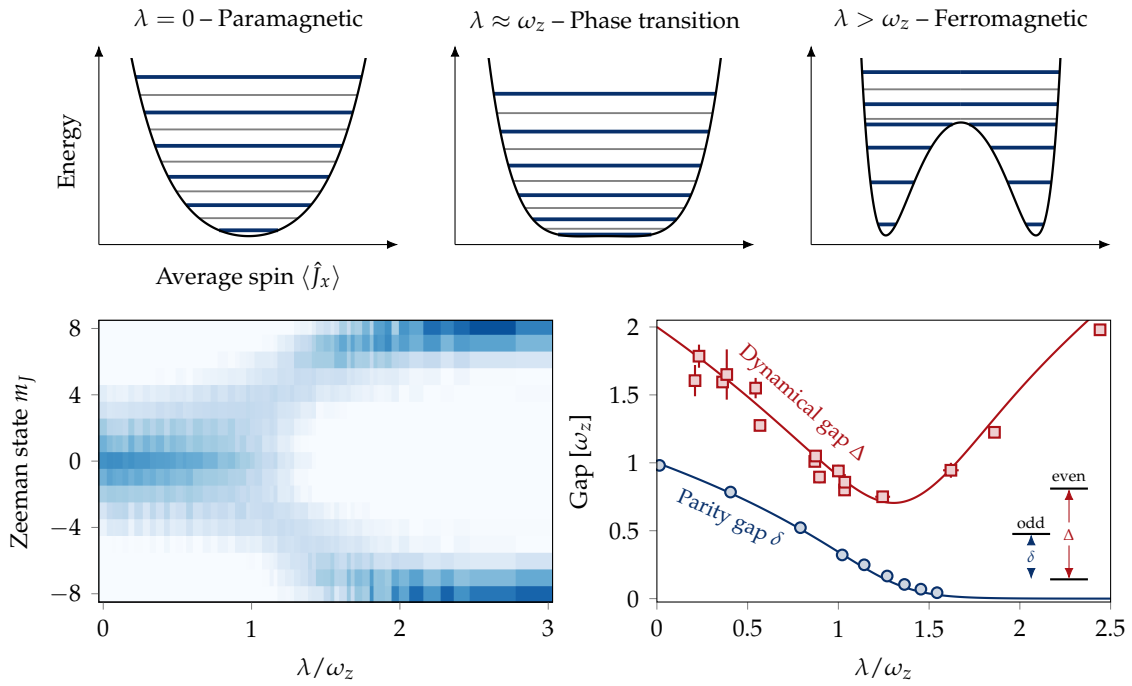 λ = 0 – Paramagnetic
λ ≈ ω_z – Phase transition
λ > ω_z – Ferromagnetic
Energy
Average spin ⟨Ĵ_x⟩
Zeeman state m_J
8
4
0
−4
−8
0
1
2
3
λ/ω_z
Gap [ω_z]
2
1.5
1
0.5
0
Dynamical gap Δ
Parity gap δ
even
odd
Δ
δ
0
0.5
1
1.5
2
2.5
λ/ω_z